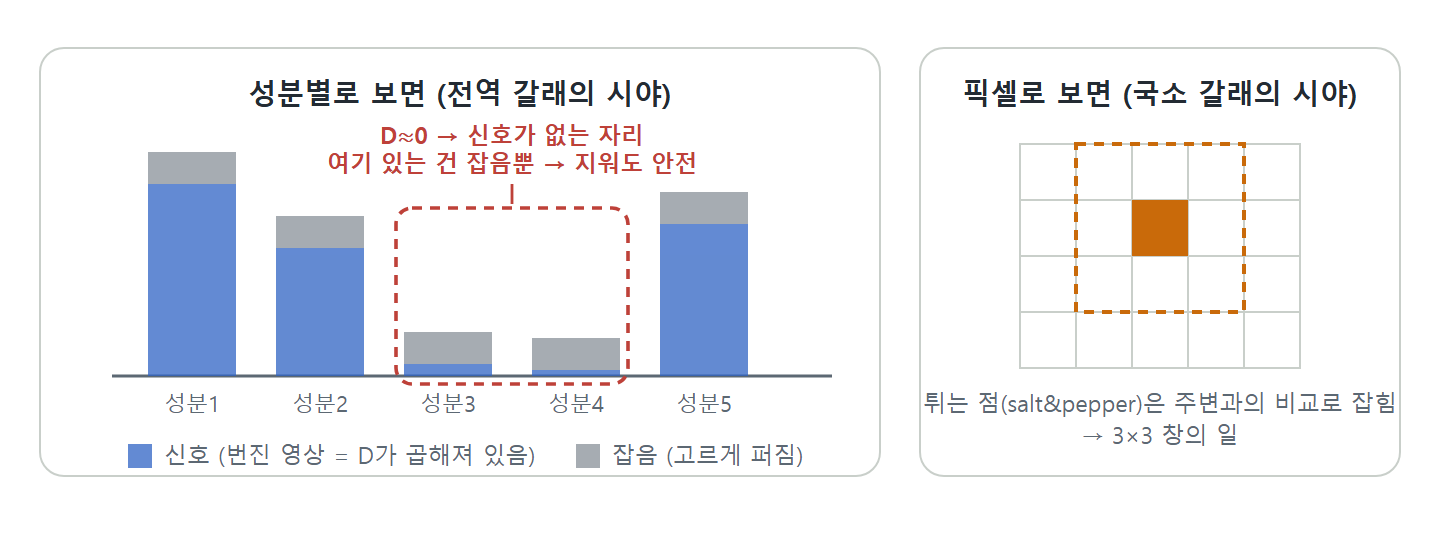 성분별로 보면 (전역 갈래의 시야)
D≈0 → 신호가 없는 자리
여기 있는 건 잡음뿐 → 지워도 안전
성분1
성분2
성분3
성분4
성분5
신호 (번진 영상 = D가 곱해져 있음)
잡음 (고르게 퍼짐)
픽셀로 보면 (국소 갈래의 시야)
튀는 점(salt&pepper)은 주변과의 비교로 잡힘
→ 3×3 창의 일